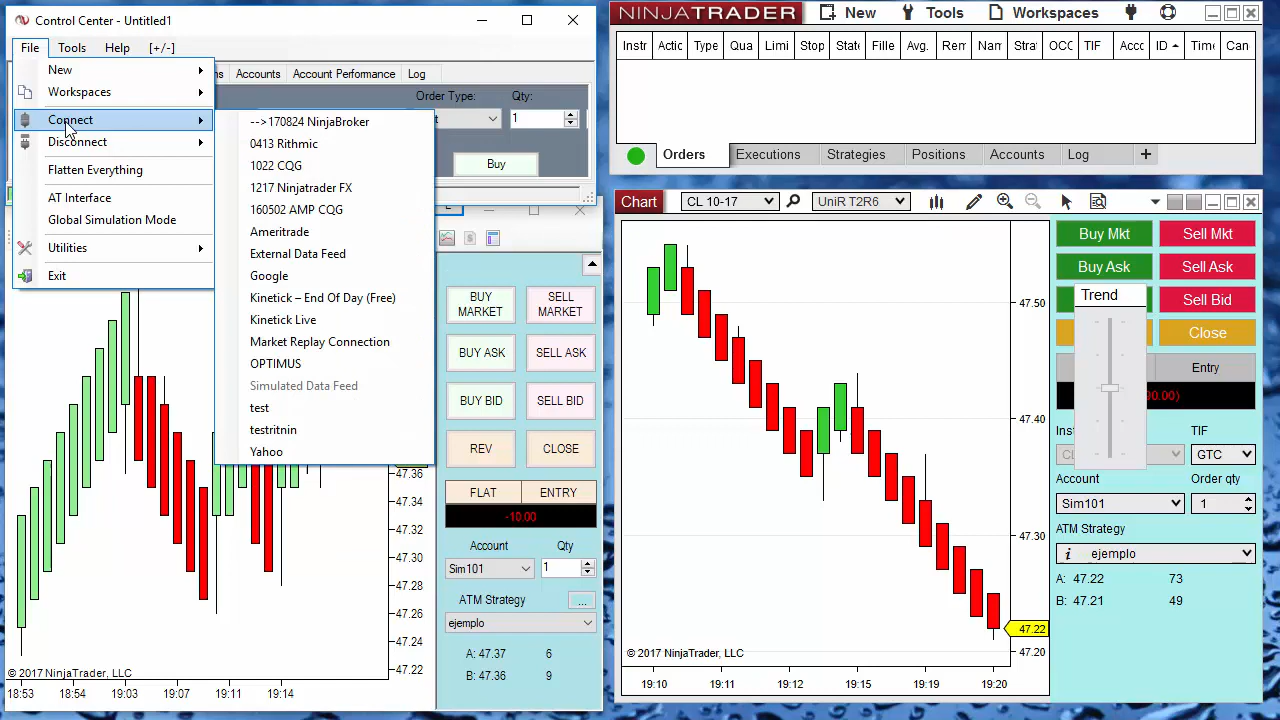 Control Center - Untitled1
File Tools Help [+/-]
New
Workspaces
Connect
Disconnect
Flatten Everything
AT Interface
Global Simulation Mode
Utilities
Exit
Accounts Account Performance Log
Order Type: Qty:
1
Buy
-->170824 NinjaBroker
0413 Rithmic
1022 CQG
1217 Ninjatrader FX
160502 AMP CQG
Ameritrade
External Data Feed
Google
Kinetick – End Of Day (Free)
Kinetick Live
Market Replay Connection
OPTIMUS
Simulated Data Feed
test
testritnin
Yahoo
BUY MARKET
SELL MARKET
BUY ASK SELL ASK
BUY BID SELL BID
REV CLOSE
FLAT ENTRY
-10.00
Account Qty
Sim101 1
ATM Strategy ...
ejemplo
A: 47.37 6
B: 47.36 9
47.36
47.34
47.32
47.30
47.28
47.26
47.24
47.22
© 2017 NinjaTrader, LLC
18:53 18:54 19:03 19:07 19:11 19:14
NINJATRADER New Tools Workspaces
Instr Actic Type Qua Limi Stop State Fille Avg. Rem Nam Stra OCC TIF Acco ID Time Can
Orders Executions Strategies Positions Accounts Log +
Chart CL 10-17 UniR T2R6
Buy Mkt Sell Mkt
Buy Ask Sell Ask
Sell Bid
Trend
Close
Entry
TIF
GTC
Account Order qty
Sim101 1
ATM Strategy
i ejemplo
A: 47.22 73
B: 47.21 49
47.50
47.40
47.30
47.22
47.20
© 2017 NinjaTrader, LLC
19:10 19:11 19:12 19:15 19:19 19:20